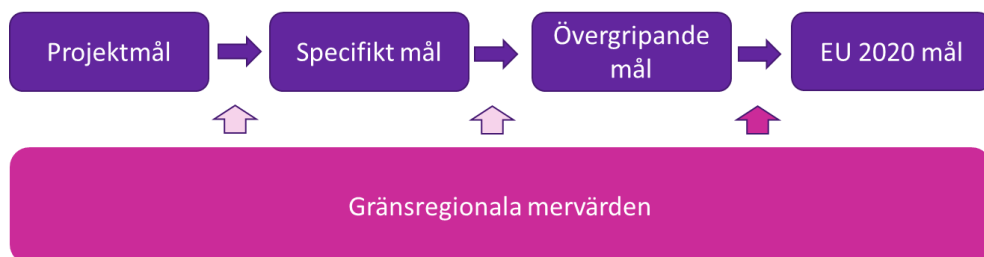 Projektmål
Specifikt mål
Övergripande
mål
EU 2020 mål
Gränsregionala mervärden